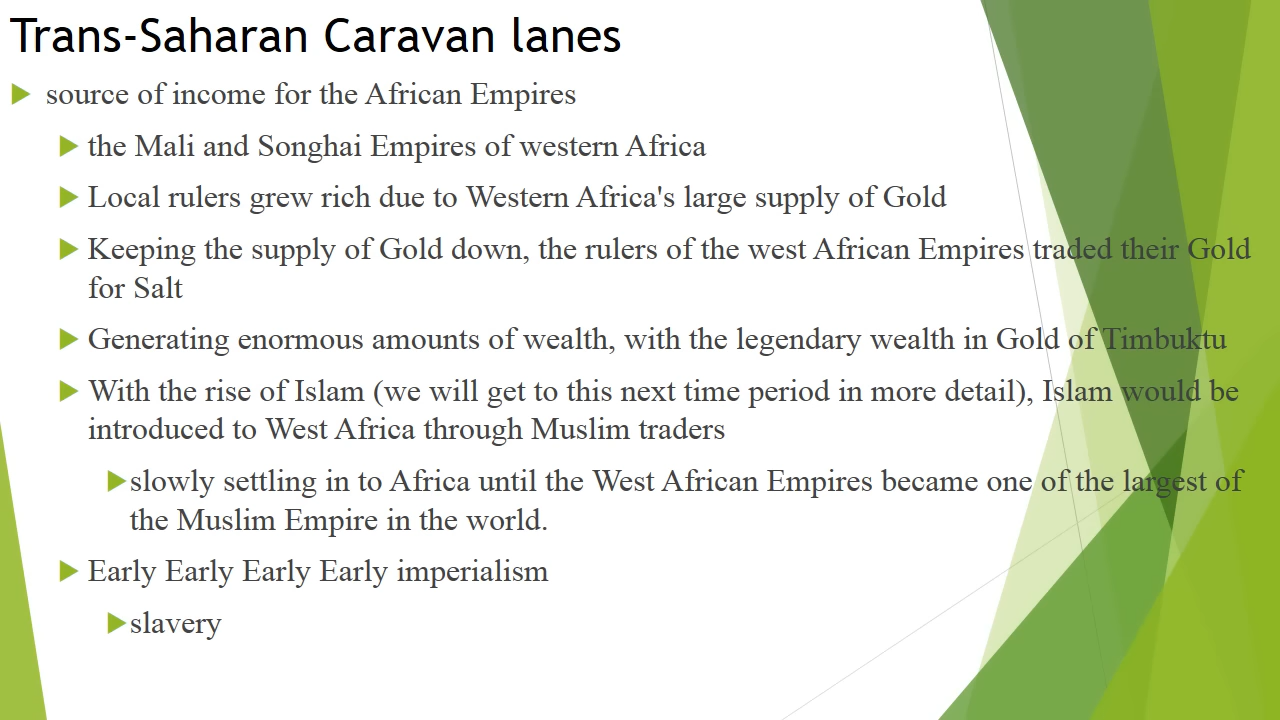 Trans-Saharan Caravan lanes
source of income for the African Empires
the Mali and Songhai Empires of western Africa
Local rulers grew rich due to Western Africa's large supply of Gold
Keeping the supply of Gold down, the rulers of the west African Empires traded their Gold
for Salt
Generating enormous amounts of wealth, with the legendary wealth in Gold of Timbuktu
With the rise of Islam (we will get to this next time period in more detail), Islam would be
introduced to West Africa through Muslim traders
slowly settling in to Africa until the West African Empires became one of the largest of
the Muslim Empire in the world.
Early Early Early Early imperialism
slavery